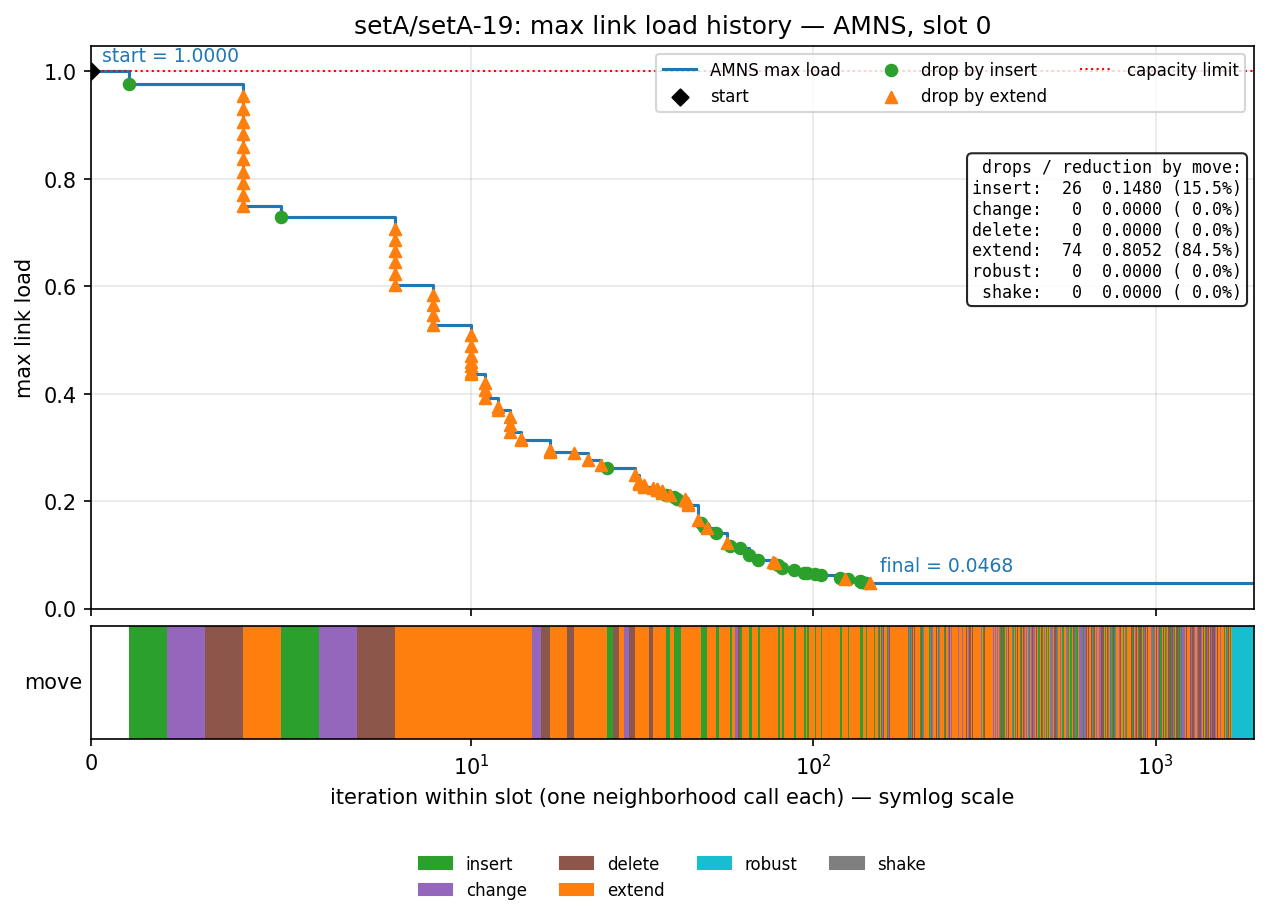 setA/setA-19: max link load history — AMNS, slot 0
start = 1.0000
AMNS max load
start
drop by insert
drop by extend
capacity limit
drops / reduction by move:
insert: 26 0.1480 (15.5%)
change: 0 0.0000 ( 0.0%)
delete: 0 0.0000 ( 0.0%)
extend: 74 0.8052 (84.5%)
robust: 0 0.0000 ( 0.0%)
shake: 0 0.0000 ( 0.0%)
max link load
1.0
0.8
0.6
0.4
0.2
0.0
final = 0.0468
move
0
10¹
10²
10³
iteration within slot (one neighborhood call each) — symlog scale
insert
change
delete
extend
robust
shake